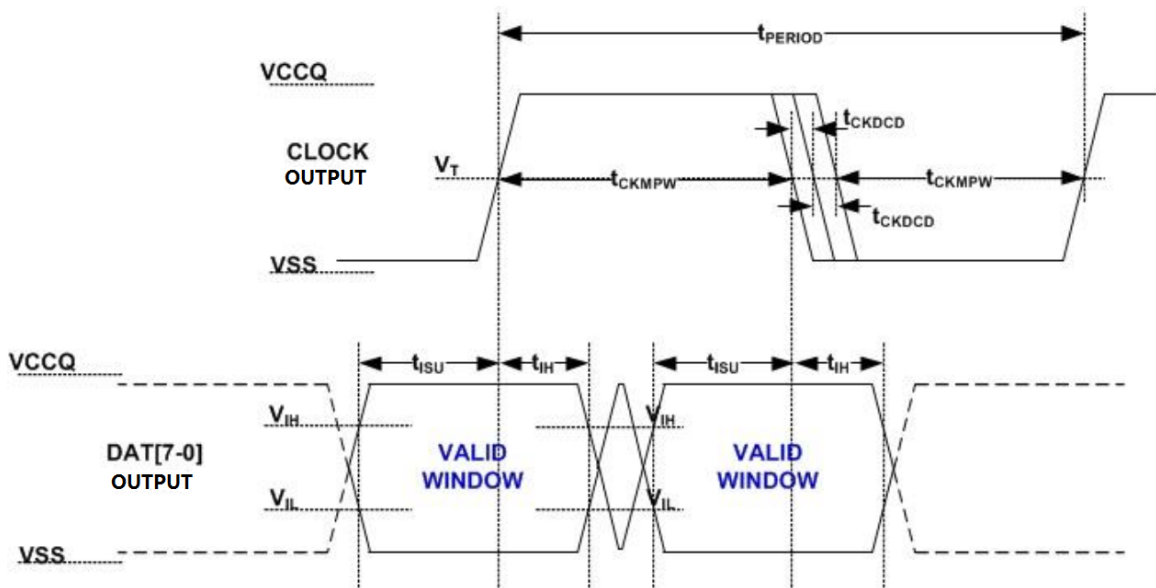 tPERIOD
VCCQ
tCKDCD
CLOCK
OUTPUT
VT
tCKMPW
tCKMPW
tCKDCD
VSS
VCCQ
tISU
tIH
tISU
tIH
VIH
VIH
DAT[7-0]
OUTPUT
VALID
WINDOW
VALID
WINDOW
VIL
VIL
VSS